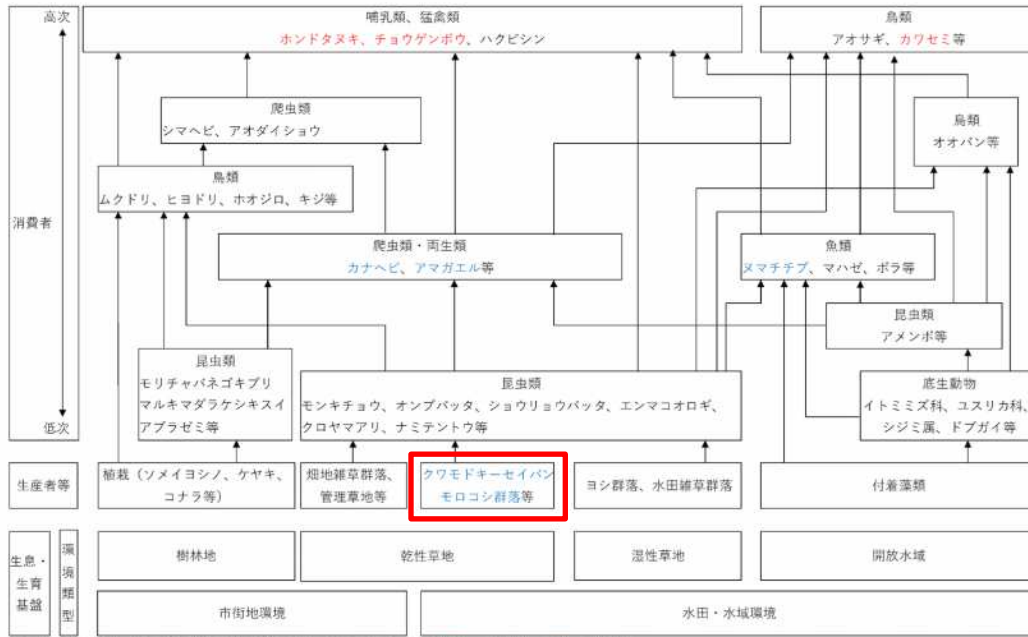 高次
哺乳類、猛禽類
ホンドタヌキ、チョウゲンボウ、ハクビシン
鳥類
アオサギ、カワセミ等
爬虫類
シマヘビ、アオダイショウ
鳥類
オオバン等
鳥類
ムクドリ、ヒヨドリ、ホオジロ、キジ等
消費者
爬虫類・両生類
カナヘビ、アマガエル等
魚類
ヌマチチブ、マハゼ、ボラ等
昆虫類
アメンボ等
昆虫類
モリチャバネゴキブリ
マルキマダラケシキスイ
アブラゼミ等
昆虫類
モンキチョウ、オンブバッタ、ショウリョウバッタ、エンマコオロギ、
クロヤマアリ、ナミテントウ等
底生動物
イトミミズ科、ユスリカ科、
シジミ属、ドブガイ等
低次
生産者等
植栽（ソメイヨシノ、ケヤキ、
コナラ等）
畑地雑草群落、
管理草地等
クワモドキーセイバン
モロコシ群落等
ヨシ群落、水田雑草群落
付着藻類
生息・
生育
基盤
環境類型
樹林地
乾性草地
湿性草地
開放水域
市街地環境
水田・水域環境